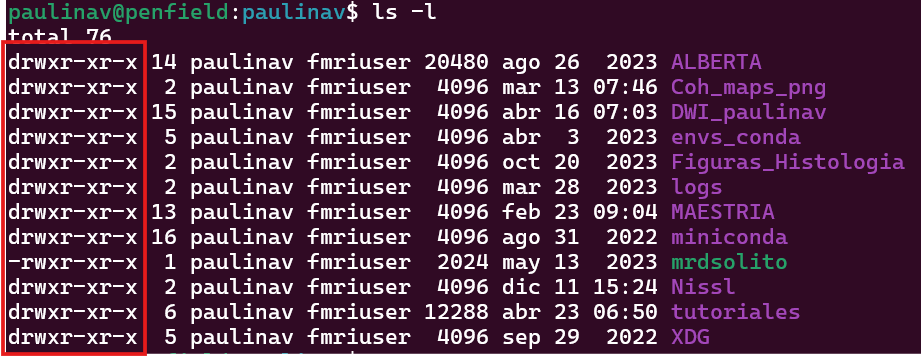 paulinav@penfield:paulinav$ ls -l
total 76
drwxr-xr-x 14 paulinav fmriuser 20480 ago 26  2023 ALBERTA
drwxr-xr-x  2 paulinav fmriuser  4096 mar 13 07:46 Coh_maps_png
drwxr-xr-x 15 paulinav fmriuser  4096 abr 16 07:03 DWI_paulinav
drwxr-xr-x  5 paulinav fmriuser  4096 abr  3  2023 envs_conda
drwxr-xr-x  2 paulinav fmriuser  4096 oct 20  2023 Figuras_Histologia
drwxr-xr-x  2 paulinav fmriuser  4096 mar 28  2023 logs
drwxr-xr-x 13 paulinav fmriuser  4096 feb 23 09:04 MAESTRIA
drwxr-xr-x 16 paulinav fmriuser  4096 ago 31  2022 miniconda
-rwxr-xr-x  1 paulinav fmriuser  2024 may 13  2023 mrdsolito
drwxr-xr-x  2 paulinav fmriuser  4096 dic 11 15:24 Nissl
drwxr-xr-x  6 paulinav fmriuser 12288 abr 23 06:50 tutoriales
drwxr-xr-x  5 paulinav fmriuser  4096 sep 29  2022 XDG